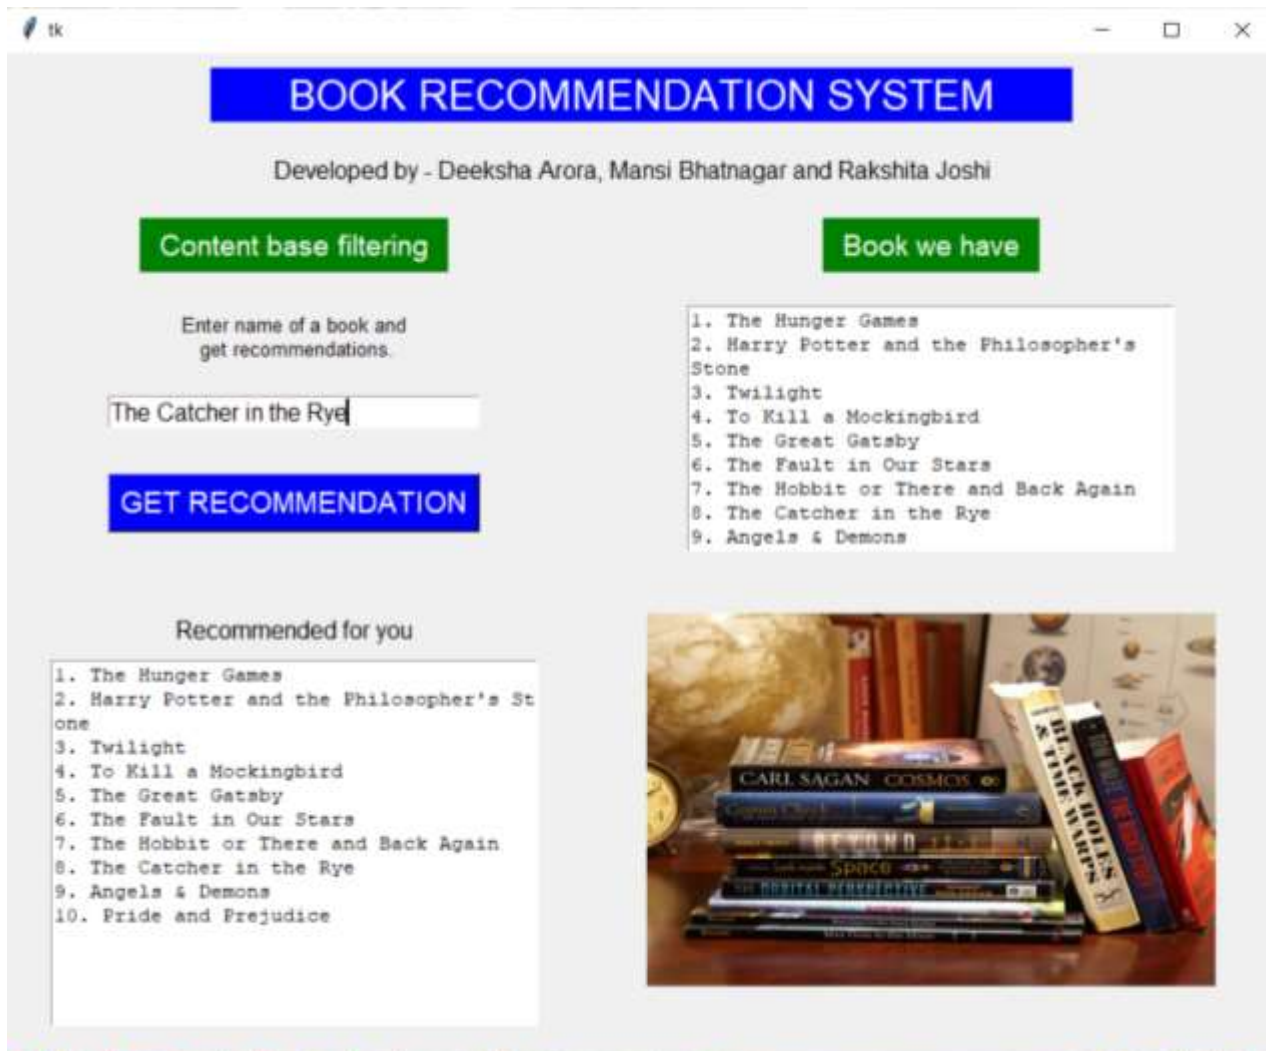 tk
BOOK RECOMMENDATION SYSTEM
Developed by - Deeksha Arora, Mansi Bhatnagar and Rakshita Joshi
Content base filtering
Enter name of a book and
get recommendations.
The Catcher in the Rye
GET RECOMMENDATION
Book we have
1. The Hunger Games
2. Harry Potter and the Philosopher's
Stone
3. Twilight
4. To Kill a Mockingbird
5. The Great Gatsby
6. The Fault in Our Stars
7. The Hobbit or There and Back Again
8. The Catcher in the Rye
9. Angels & Demons
Recommended for you
1. The Hunger Games
2. Harry Potter and the Philosopher's St
one
3. Twilight
4. To Kill a Mockingbird
5. The Great Gatsby
6. The Fault in Our Stars
7. The Hobbit or There and Back Again
8. The Catcher in the Rye
9. Angels & Demons
10. Pride and Prejudice
CARL SAGAN COSMOS
BEYOND
Space
ORBITAL PERSPECTIVE
BLACK HOLES
& TIME WARPS